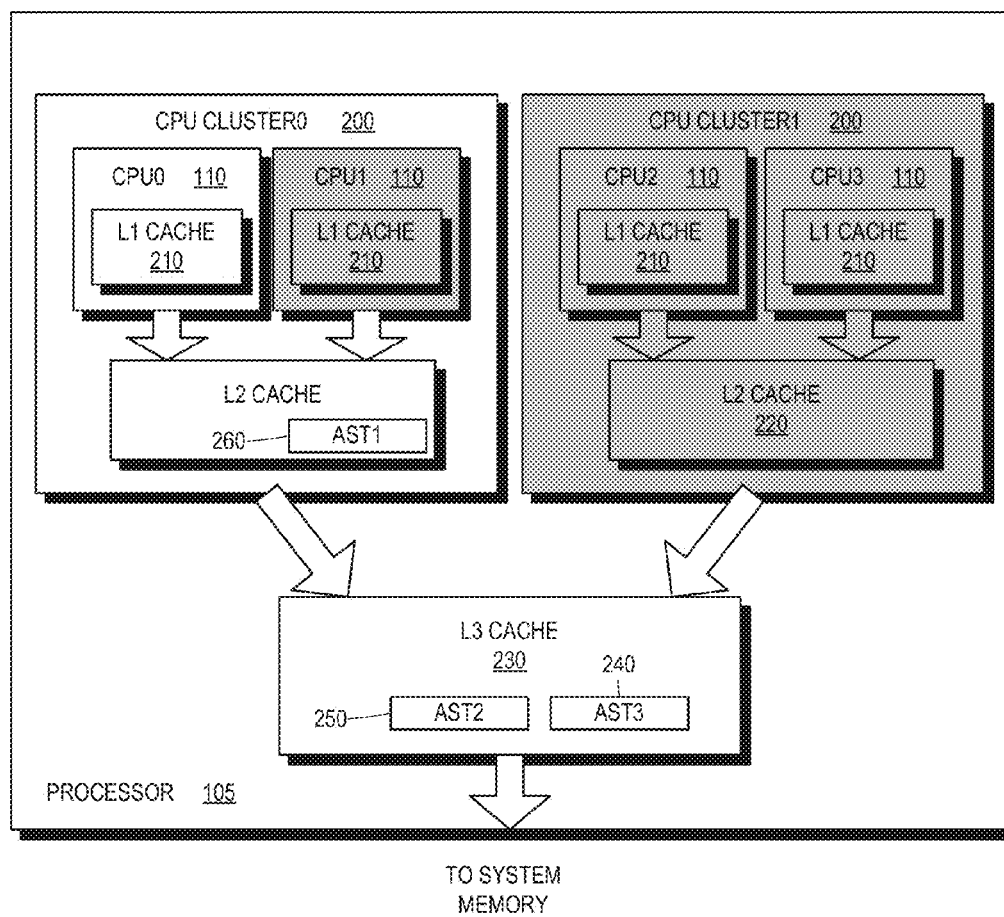 CPU CLUSTER0 200
CPU0 110
L1 CACHE
210
CPU1 110
L1 CACHE
210
L2 CACHE
260
AST1
CPU CLUSTER1 200
CPU2 110
L1 CACHE
210
CPU3 110
L1 CACHE
210
L2 CACHE
220
L3 CACHE
230
240
250
AST2
AST3
PROCESSOR 105
TO SYSTEM
MEMORY